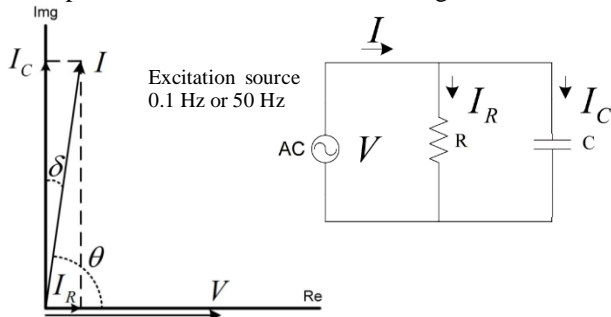 Img
I_C
I
Excitation source
0.1 Hz or 50 Hz
δ
θ
I_R
V
Re
I
I_R
I_C
AC
V
R
C